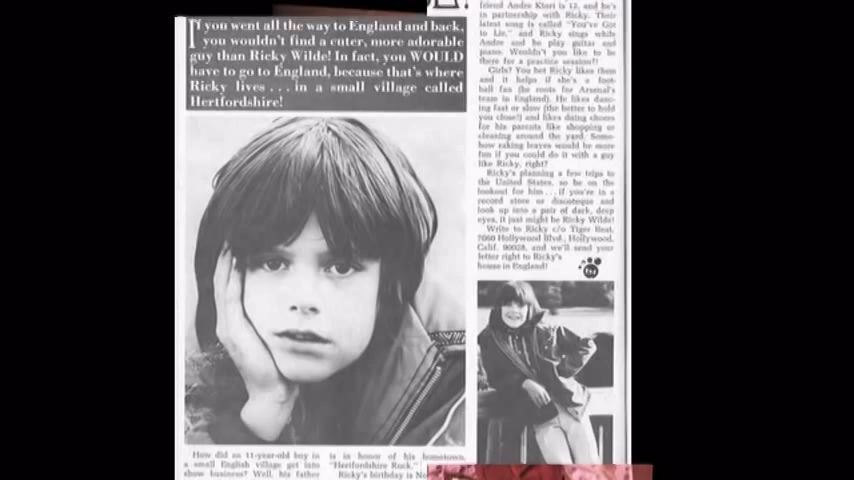 If you went all the way to England and back,
you wouldn't find a cuter, more adorable
guy than Ricky Wilde! In fact, you WOULD
have to go to England, because that's where
Ricky lives . . . in a small village called
Hertfordshire!
How did an 11-year-old boy in
a small English village get into
show business? Well, his father
is in honor of his hometown,
"Hertfordshire Rock."
Ricky's birthday is No
friend Andre Ktori is 12, and he's
in partnership with Ricky. Their
latest song is called "You've Got
to Lie," and Ricky sings while
Andre and he play guitar and
piano. Wouldn't you like to be
there for a practice session?!
Girls? You bet Ricky likes them
and it helps if she's a foot-
ball fan (he roots for Arsenal's
team in England). He likes danc-
ing fast or slow (the better to hold
you close!) and likes doing chores
for his parents like shopping or
cleaning around the yard. Some-
how raking leaves would be more
fun if you could do it with a guy
like Ricky, right?
Ricky's planning a few trips to
the United States, so be on the
lookout for him . . . if you're in a
record store or discoteque and
look up into a pair of dark, deep
eyes, it just might be Ricky Wilde!
Write to Ricky c/o Tiger Beat,
7060 Hollywood Blvd., Hollywood,
Calif. 90028, and we'll send your
letter right to Ricky's
house in England!